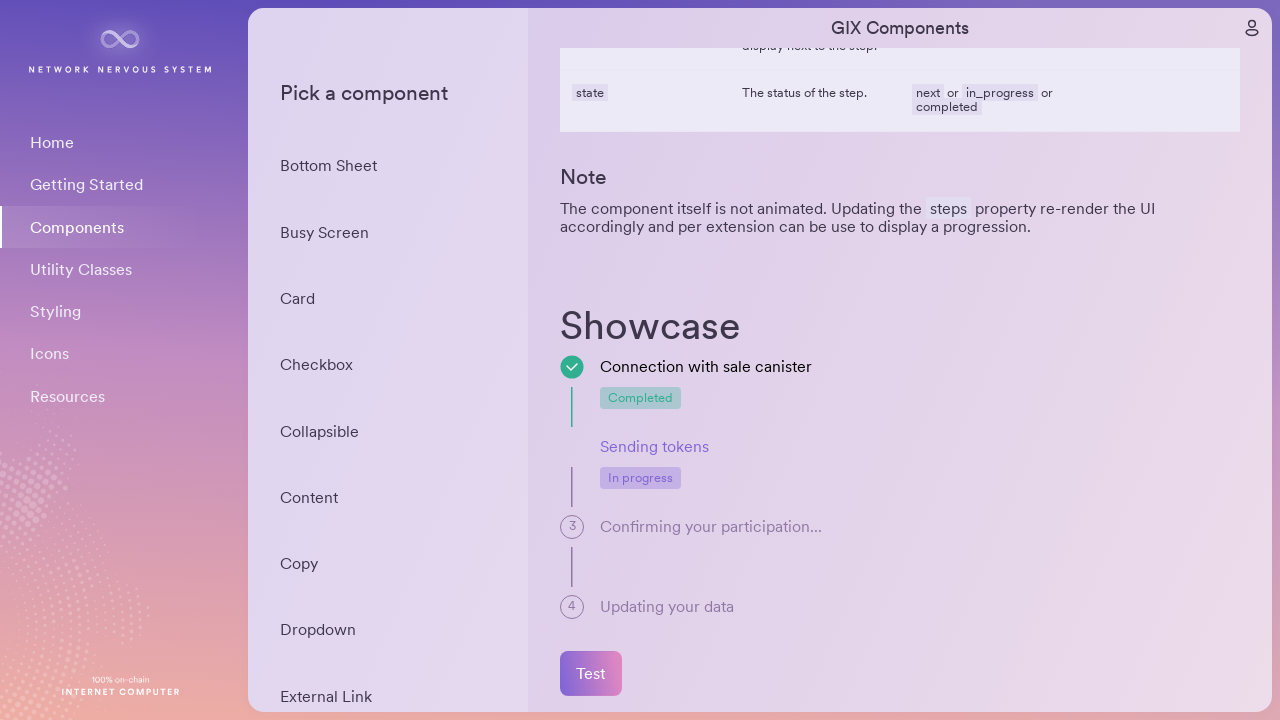 NETWORK NERVOUS SYSTEM
Home
Getting Started
Components
Utility Classes
Styling
Icons
Resources
100% on-chain
INTERNET COMPUTER
Pick a component
Bottom Sheet
Busy Screen
Card
Checkbox
Collapsible
Content
Copy
Dropdown
External Link
GIX Components
display next to the step.
state
The status of the step.
next or in_progress or
completed
Note
The component itself is not animated. Updating the steps property re-render the UI
accordingly and per extension can be use to display a progression.
Showcase
Connection with sale canister
Completed
Sending tokens
In progress
3 Confirming your participation...
4 Updating your data
Test